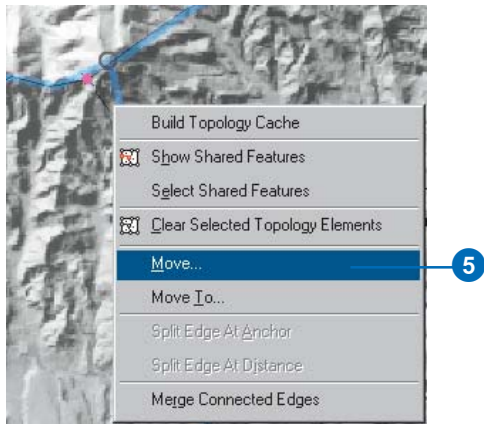 Build Topology Cache
Show Shared Features
Select Shared Features
Clear Selected Topology Elements
Move...
5
Move To...
Split Edge At Anchor
Split Edge At Distance
Merge Connected Edges